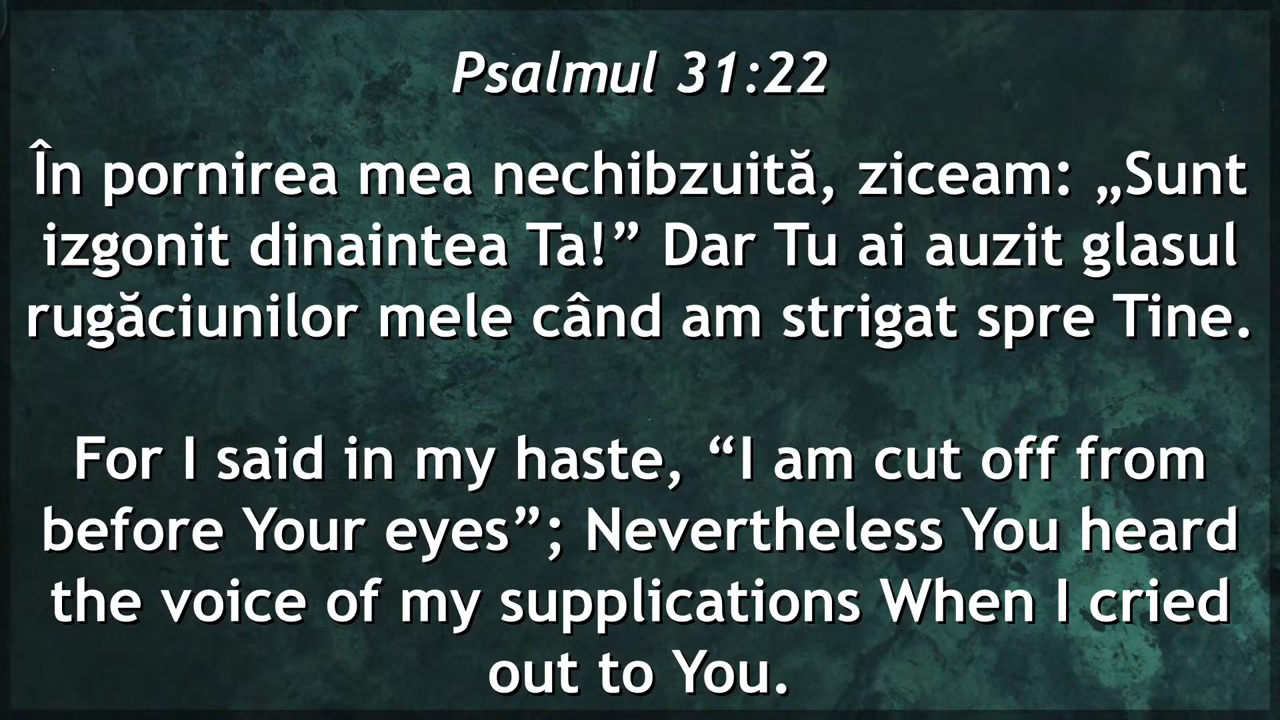 Psalmul 31:22
În pornirea mea nechibzuită, ziceam: „Sunt
izgonit dinaintea Ta!” Dar Tu ai auzit glasul
rugăciunilor mele când am strigat spre Tine.
For I said in my haste, “I am cut off from
before Your eyes”; Nevertheless You heard
the voice of my supplications When I cried
out to You.